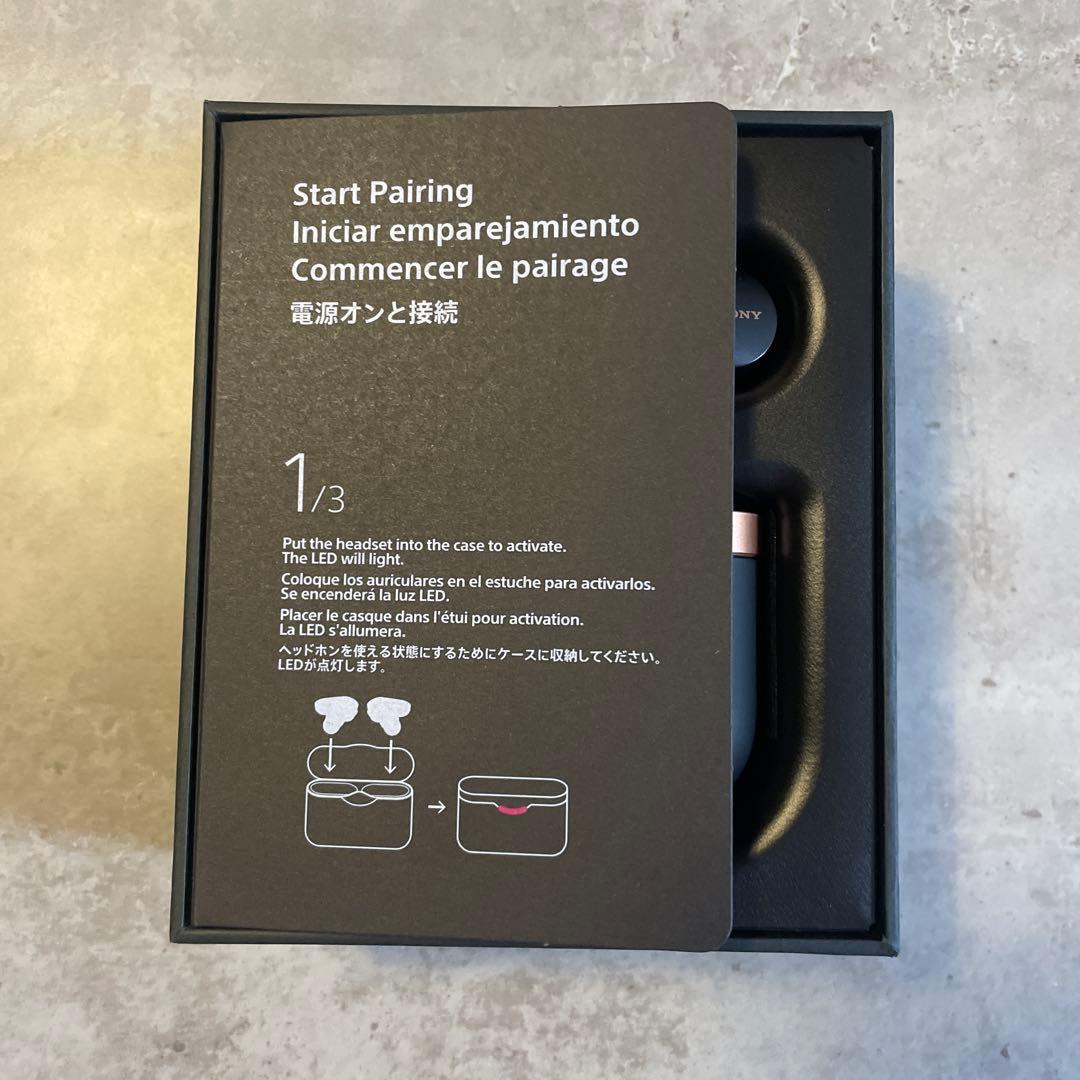 Start Pairing
Iniciar emparejamiento
Commencer le pairage
電源オンと接続
ONY
1/3
Put the headset into the case to activate.
The LED will light.
Coloque los auriculares en el estuche para activarlos.
Se encenderá la luz LED.
Placer le casque dans l'étui pour activation.
La LED s'allumera.
ヘッドホンを使える状態にするためにケースに収納してください。
LEDが点灯します。